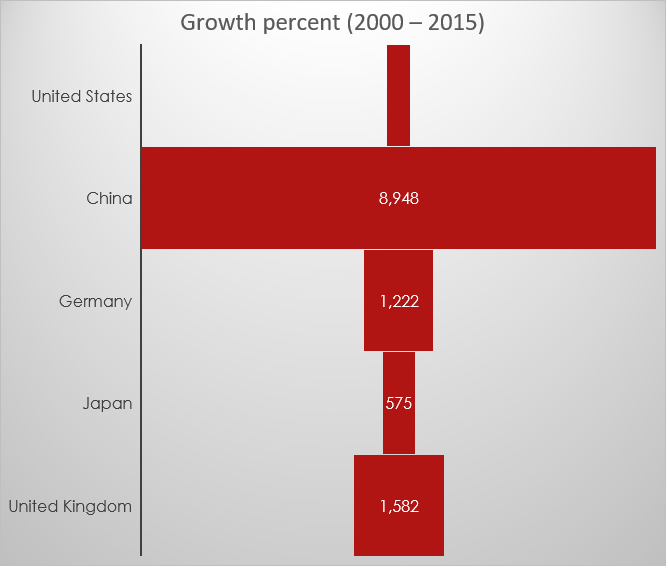 Growth percent (2000 – 2015)
United States
China
8,948
Germany
1,222
Japan
575
United Kingdom
1,582